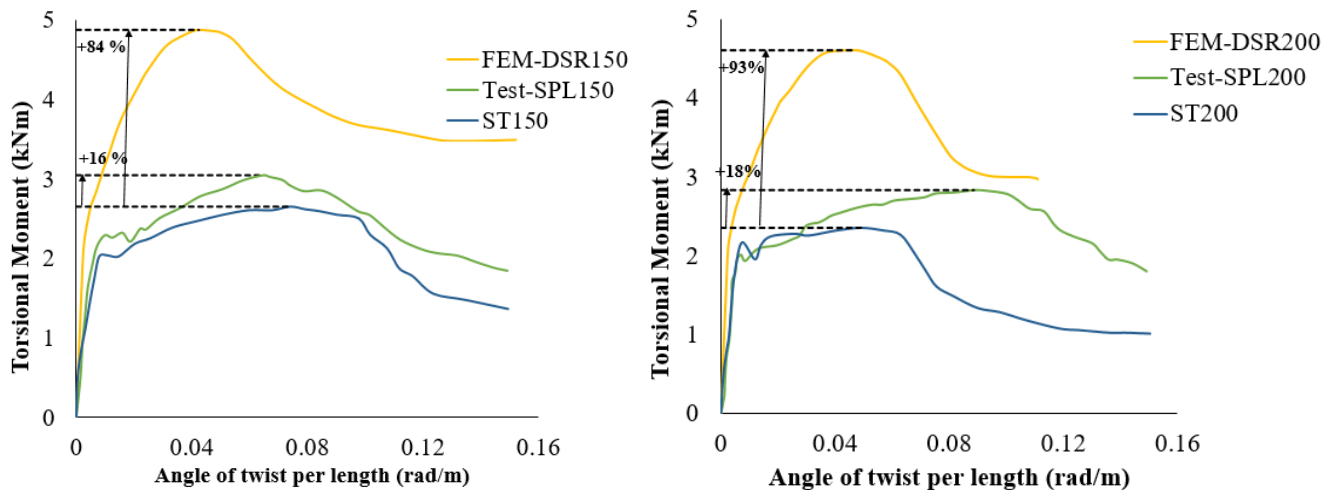 5
4
3
2
1
0
Torsional Moment (kNm)
+84 %
+16 %
FEM-DSR150
Test-SPL150
ST150
0
0.04
0.08
0.12
0.16
Angle of twist per length (rad/m)
5
4
3
2
1
0
Torsional Moment (kNm)
+93%
+18%
FEM-DSR200
Test-SPL200
ST200
0
0.04
0.08
0.12
0.16
Angle of twist per length (rad/m)